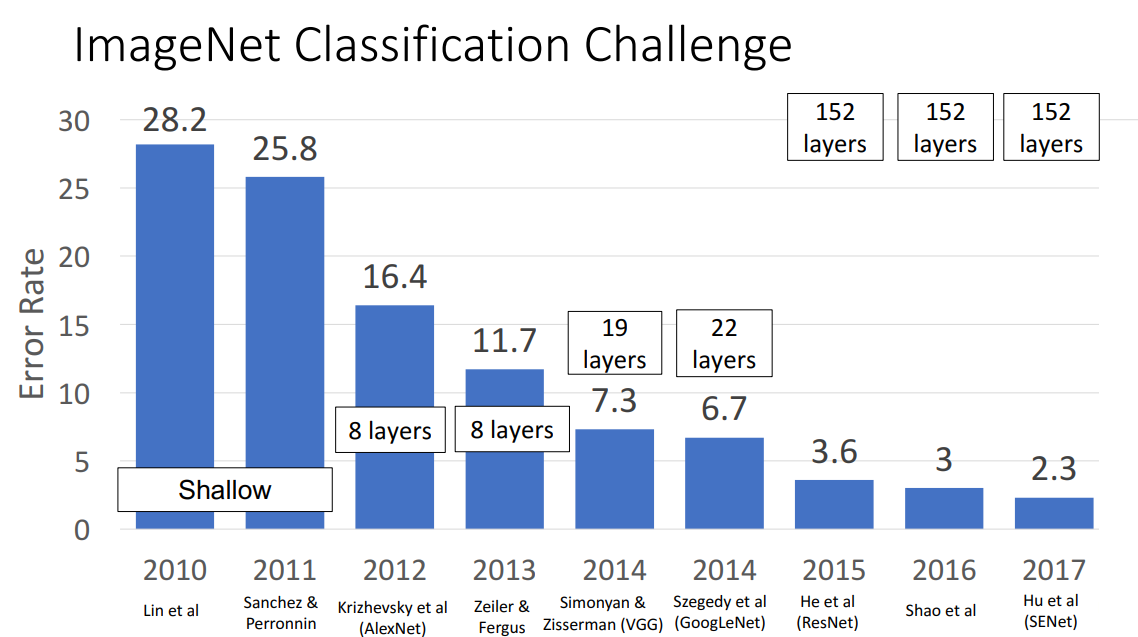 ImageNet Classification Challenge
Error Rate
30
25
20
15
10
5
0
28.2
25.8
16.4
11.7
7.3
6.7
3.6
3
2.3
Shallow
8 layers
8 layers
19
layers
22
layers
152
layers
152
layers
152
layers
2010
Lin et al
2011
Sanchez &
Perronnin
2012
Krizhevsky et al
(AlexNet)
2013
Zeiler &
Fergus
2014
Simonyan &
Zisserman (VGG)
2014
Szegedy et al
(GoogLeNet)
2015
He et al
(ResNet)
2016
Shao et al
2017
Hu et al
(SENet)